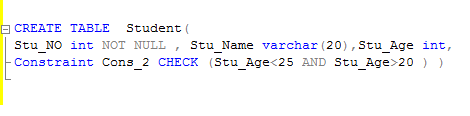 CREATE TABLE  Student(
Stu_NO int NOT NULL , Stu_Name varchar(20),Stu_Age int,
Constraint Cons_2 CHECK (Stu_Age<25 AND Stu_Age>20 ) )